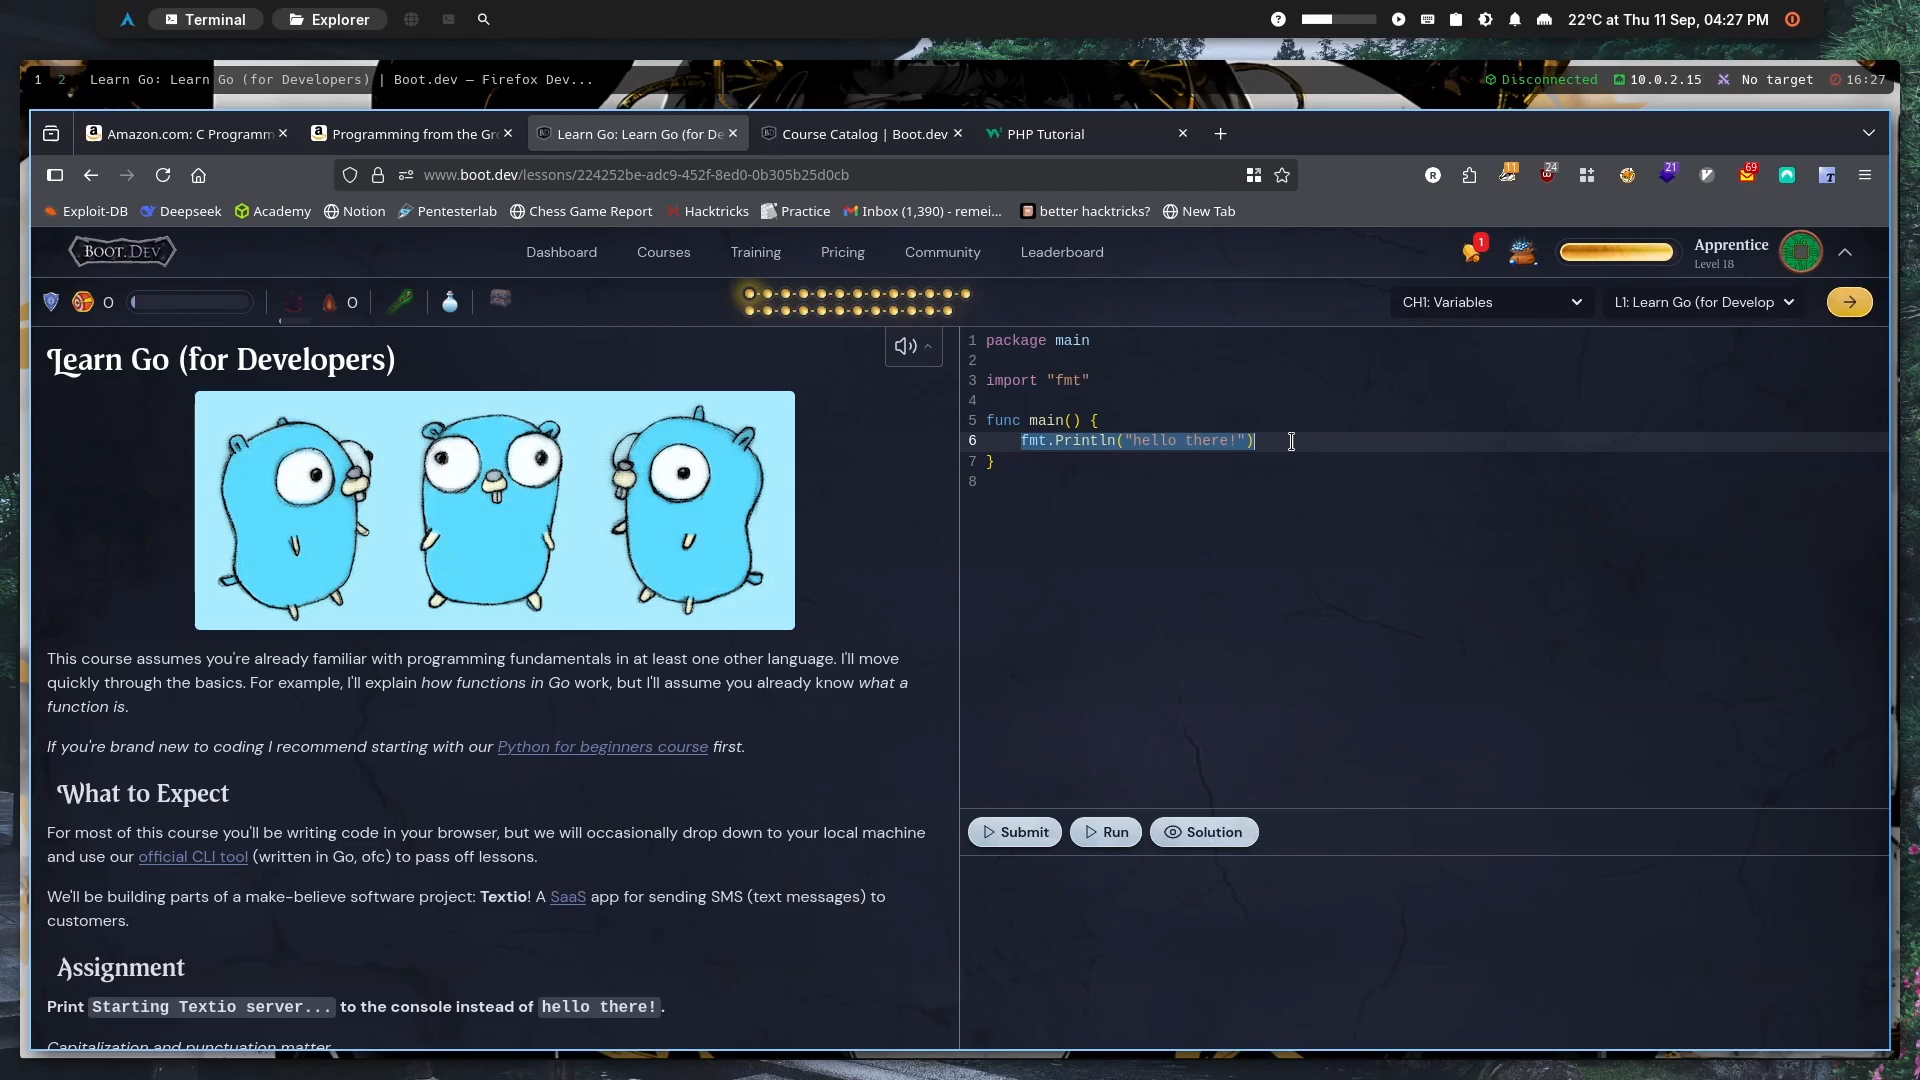 Terminal
Explorer
22°C at Thu 11 Sep, 04:27 PM
1 2 Learn Go: Learn Go (for Developers) | Boot.dev — Firefox Dev...
Disconnected 10.0.2.15 No target 16:27
Amazon.com: C Programm
Programming from the Gro
Learn Go: Learn Go (for De
Course Catalog | Boot.dev
PHP Tutorial
www.boot.dev/lessons/224252be-adc9-452f-8ed0-0b305b25d0cb
11
24
21
69
Exploit-DB
Deepseek
Academy
Notion
Pentesterlab
Chess Game Report
Hacktricks
Practice
Inbox (1,390) - remei...
better hacktricks?
New Tab
BOOT.DEV
Dashboard
Courses
Training
Pricing
Community
Leaderboard
1
Apprentice
Level 18
0
0
CH1: Variables
L1: Learn Go (for Develop
Learn Go (for Developers)
This course assumes you're already familiar with programming fundamentals in at least one other language. I'll move
quickly through the basics. For example, I'll explain how functions in Go work, but I'll assume you already know what a
function is.
If you're brand new to coding I recommend starting with our Python for beginners course first.
What to Expect
For most of this course you'll be writing code in your browser, but we will occasionally drop down to your local machine
and use our official CLI tool (written in Go, ofc) to pass off lessons.
We'll be building parts of a make-believe software project: Textio! A SaaS app for sending SMS (text messages) to
customers.
Assignment
Print Starting Textio server... to the console instead of hello there!.
Capitalization and punctuation matter.
1 package main
2
3 import "fmt"
4
5 func main() {
6 fmt.Println("hello there!")
7 }
8
Submit
Run
Solution